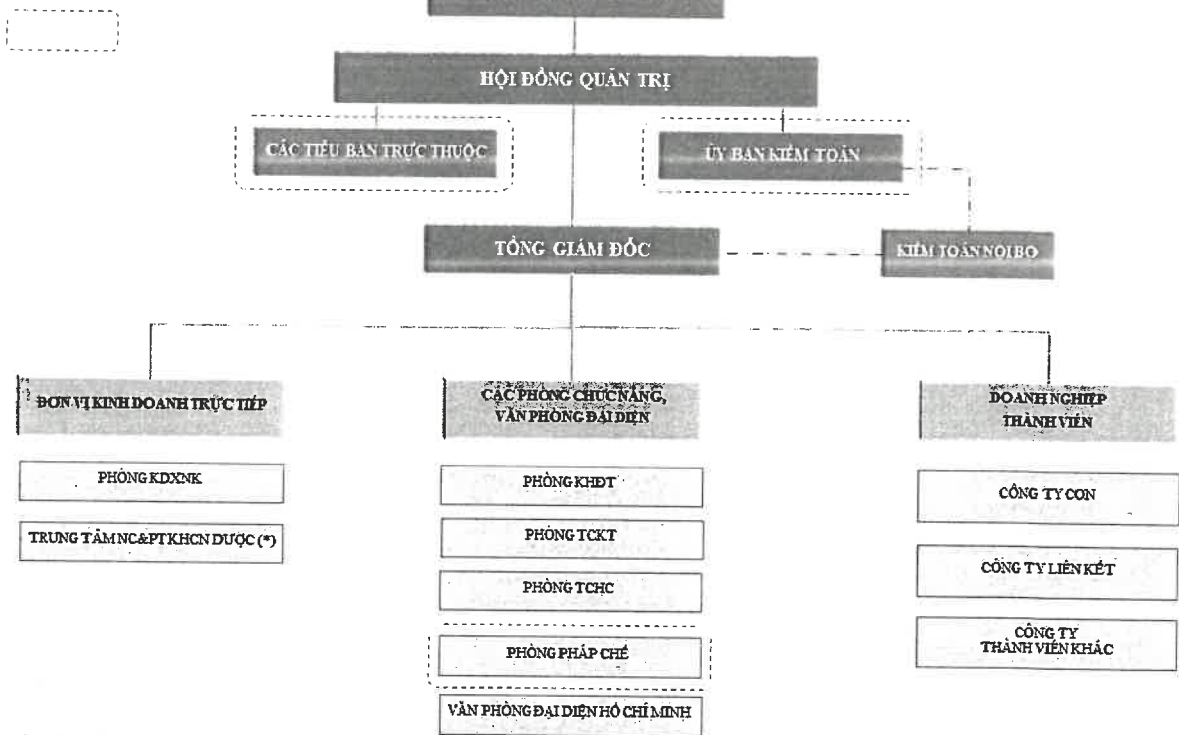 HỘI ĐỒNG QUẢN TRỊ
CÁC TIỂU BAN TRỰC THUỘC
ỦY BAN KIỂM TOÁN
TỔNG GIÁM ĐỐC
KIỂM TOÁN NỘI BỘ
ĐƠN VỊ KINH DOANH TRỰC TIẾP
PHÒNG KDXNK
TRUNG TÂM NC&PT KHCN DƯỢC (*)
CÁC PHÒNG CHỨC NĂNG,
VĂN PHÒNG ĐẠI DIỆN
PHÒNG KHĐT
PHÒNG TCKT
PHÒNG TCHC
PHÒNG PHÁP CHẾ
VĂN PHÒNG ĐẠI DIỆN HỒ CHÍ MINH
DOANH NGHIỆP
THÀNH VIÊN
CÔNG TY CON
CÔNG TY LIÊN KẾT
CÔNG TY
THÀNH VIÊN KHÁC